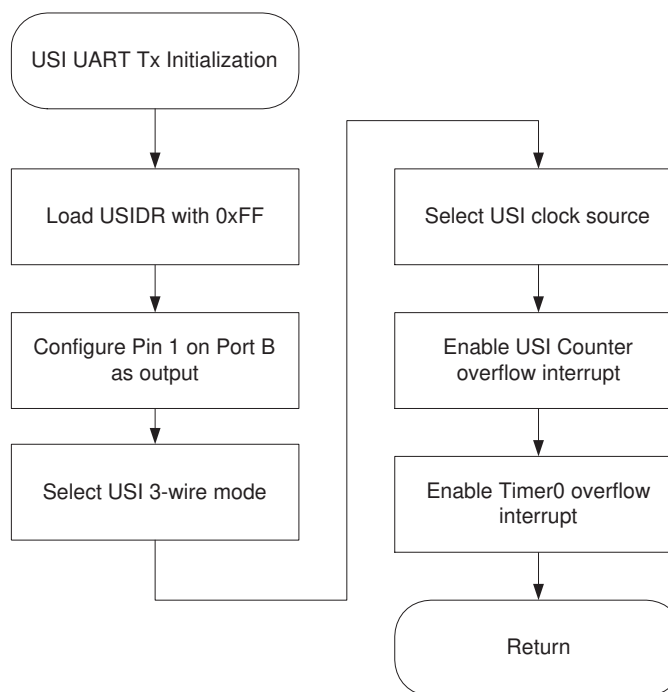 USI UART Tx Initialization
Load USIDR with 0xFF
Configure Pin 1 on Port B
as output
Select USI 3-wire mode
Select USI clock source
Enable USI Counter
overflow interrupt
Enable Timer0 overflow
interrupt
Return